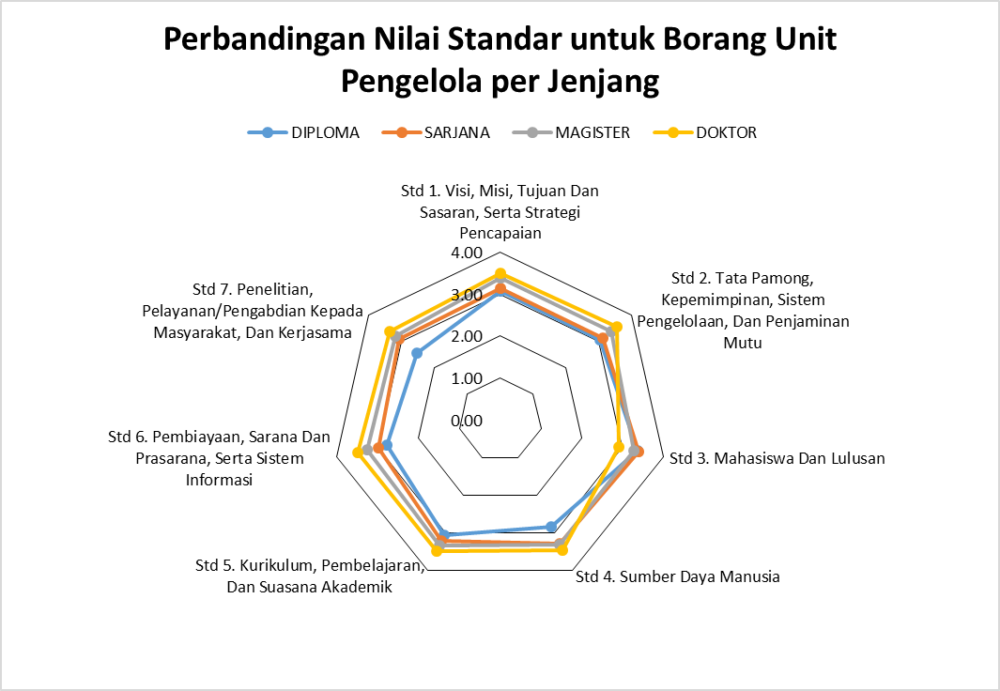 Perbandingan Nilai Standar untuk Borang Unit
Pengelola per Jenjang
DIPLOMA
SARJANA
MAGISTER
DOKTOR
Std 1. Visi, Misi, Tujuan Dan
Sasaran, Serta Strategi
Pencapaian
4.00
3.00
2.00
1.00
0.00
Std 2. Tata Pamong,
Kepemimpinan, Sistem
Pengelolaan, Dan Penjaminan
Mutu
Std 3. Mahasiswa Dan Lulusan
Std 4. Sumber Daya Manusia
Std 5. Kurikulum, Pembelajaran,
Dan Suasana Akademik
Std 6. Pembiayaan, Sarana Dan
Prasarana, Serta Sistem
Informasi
Std 7. Penelitian,
Pelayanan/Pengabdian Kepada
Masyarakat, Dan Kerjasama